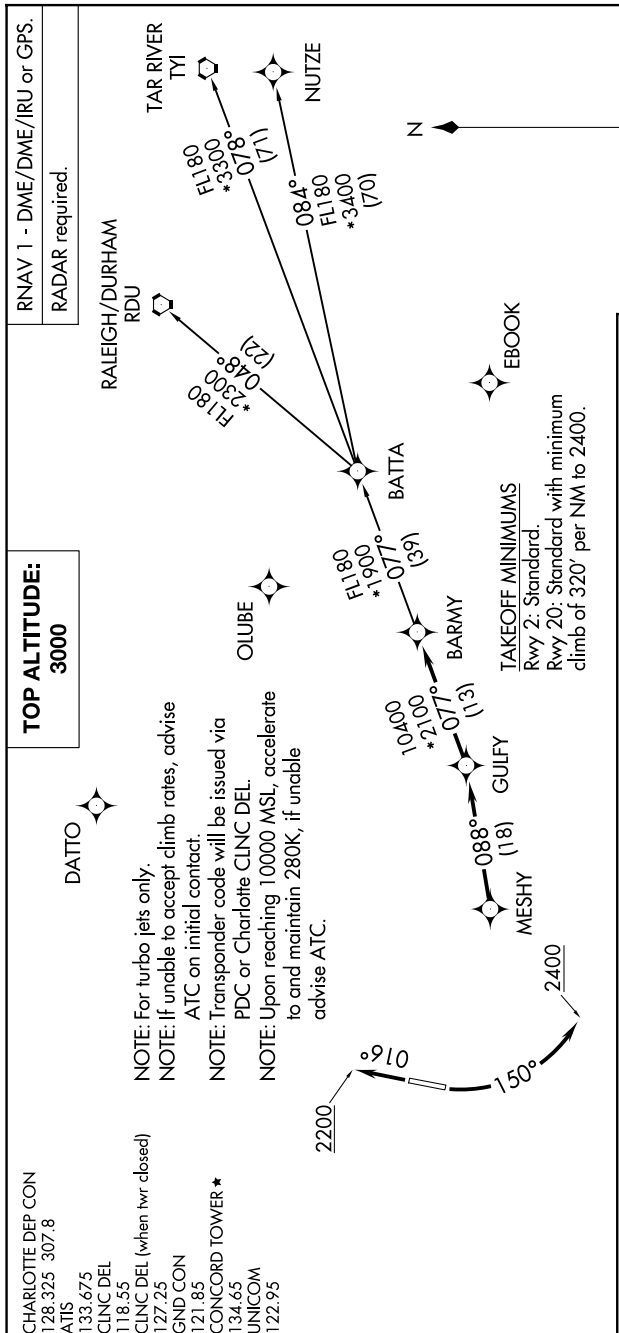 CHARLOTTE DEP CON
128.325 307.8
ATIS
133.675
CLNC DEL
118.55
CLNC DEL (when twr closed)
127.25
GND CON
121.85
CONCORD TOWER ★
134.65
UNICOM
122.95
TOP ALTITUDE:
3000
RNAV 1 - DME/DME/IRU or GPS.
RADAR required.
DATTO
NOTE: For turbo jets only.
NOTE: If unable to accept climb rates, advise
ATC on initial contact.
NOTE: Transponder code will be issued via
PDC or Charlotte CLNC DEL.
NOTE: Upon reaching 10000 MSL, accelerate
to and maintain 280K, if unable
advise ATC.
OLUBE
RALEIGH/DURHAM
RDU
TAR RIVER
TYI
NUTZE
FL180
*2300
048°
(22)
FL180
*3300
078°
(71)
084°
FL180
*3400
(70)
N
BATTA
FL180
*1900
077°
(39)
BARMY
10400
*2100
077°
(13)
GULFY
088°
(18)
MESHY
EBOOK
2200
016°
150°
2400
TAKEOFF MINIMUMS
Rwy 2: Standard.
Rwy 20: Standard with minimum
climb of 320' per NM to 2400.